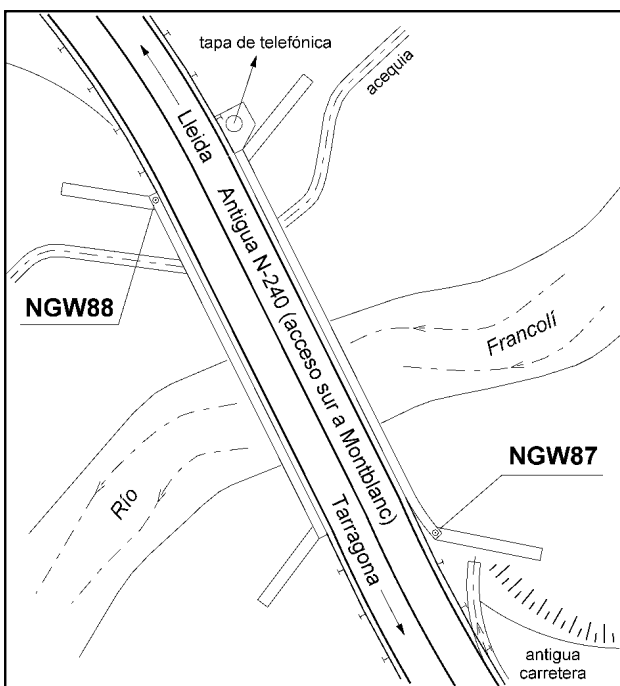 tapa de telefónica
acequia
Lleida
Antigua N-240 (acceso sur a Montblanc)
NGW88
Francolí
NGW87
Río
Tarragona
antigua
carretera